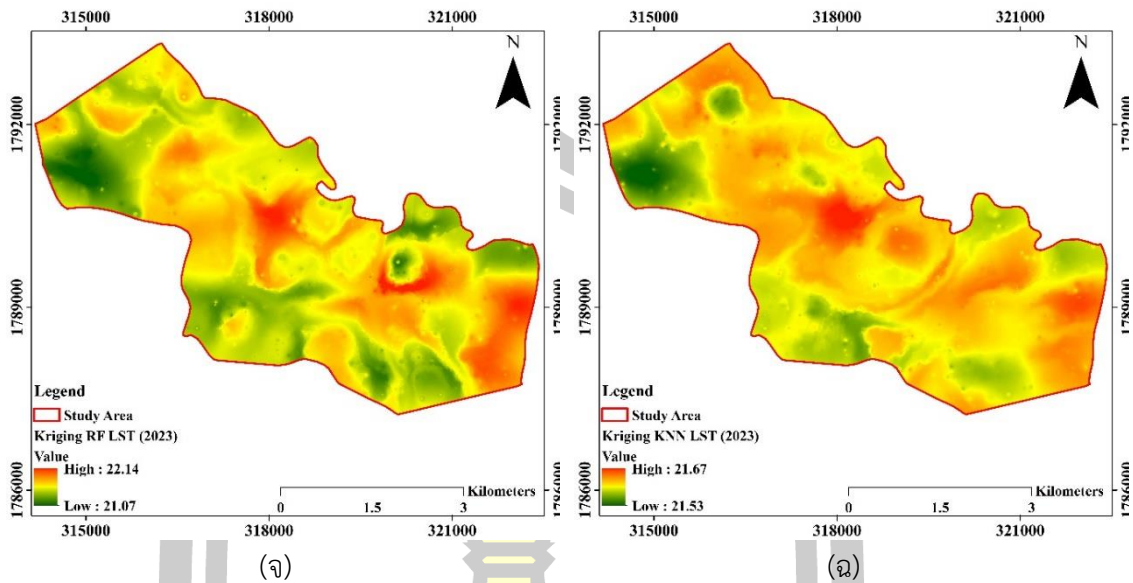 315000 318000 321000
N
1792000 1792000
1789000 1789000
1786000 1786000
Legend
Study Area
Kriging RF LST (2023)
Value
High : 22.14
Low : 21.07
Kilometers
0 1.5 3
315000 318000 321000
(จ)
315000 318000 321000
N
1792000 1792000
1789000 1789000
1786000 1786000
Legend
Study Area
Kriging KNN LST (2023)
Value
High : 21.67
Low : 21.53
Kilometers
0 1.5 3
315000 318000 321000
(ฉ)